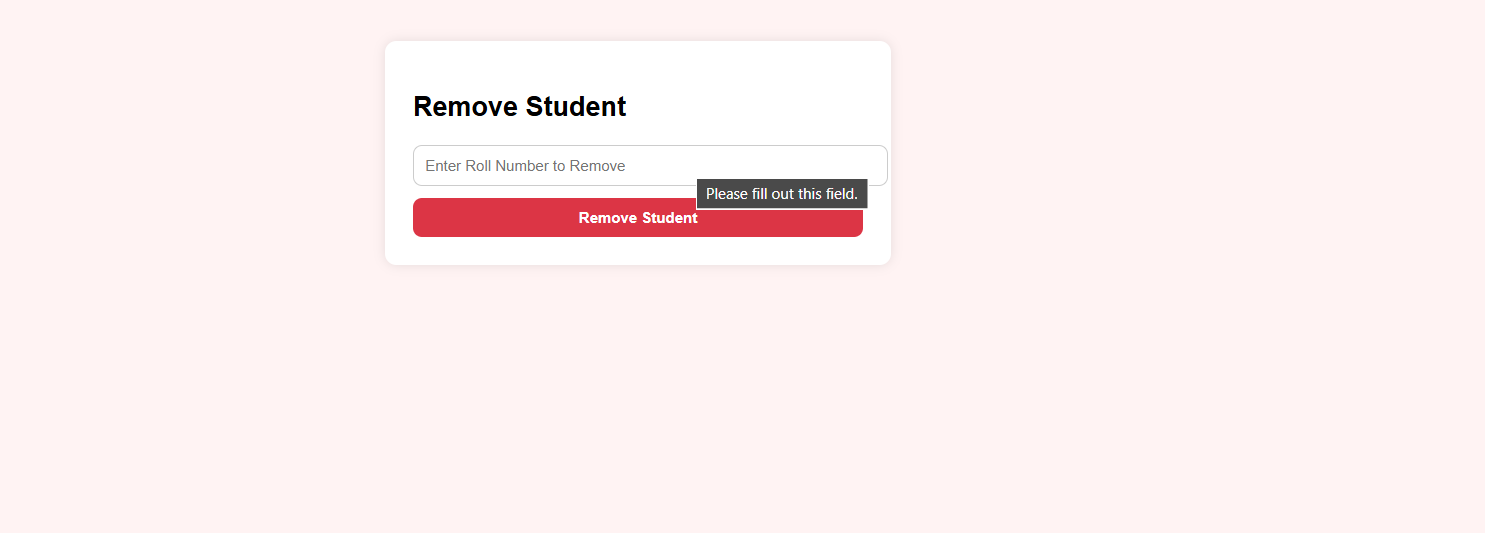 Remove Student
Enter Roll Number to Remove
Please fill out this field.
Remove Student